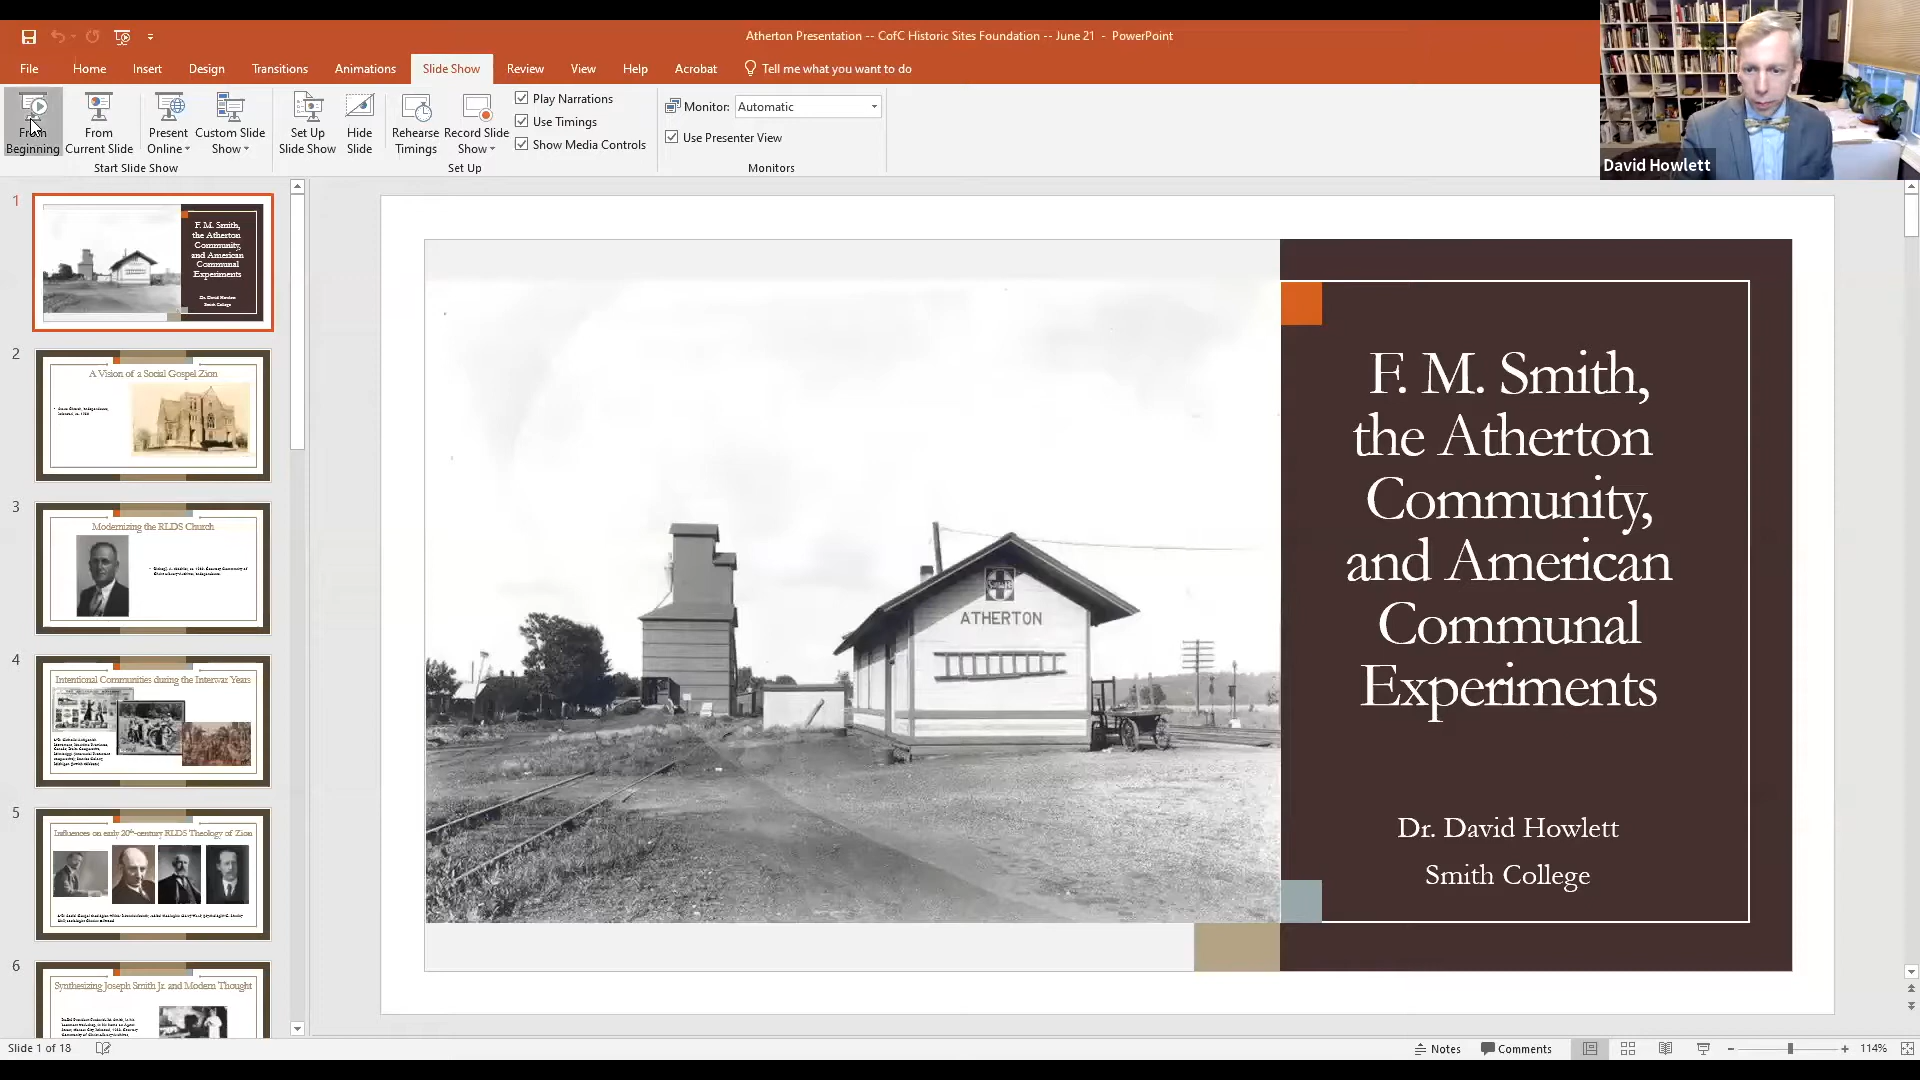 Atherton Presentation -- CofC Historic Sites Foundation -- June 21 - PowerPoint
File Home Insert Design Transitions Animations Slide Show Review View Help Acrobat Tell me what you want to do
From Beginning
From Current Slide
Present Online
Custom Slide Show
Set Up Slide Show
Hide Slide
Rehearse Timings
Record Slide Show
Play Narrations
Use Timings
Show Media Controls
Monitor: Automatic
Use Presenter View
Start Slide Show
Set Up
Monitors
David Howlett
1
F. M. Smith,
the Atherton
Community,
and American
Communal
Experiments
Dr. David Howlett
Smith College
2
A Vision of a Social Gospel Zion
3
Modernizing the RLDS Church
4
Intentional Communities during the Interwar Years
5
Influences on early 20th-century RLDS Theology of Zion
6
Synthesizing Joseph Smith Jr. and Modern Thought
ATHERTON
F. M. Smith,
the Atherton
Community,
and American
Communal
Experiments
Dr. David Howlett
Smith College
Slide 1 of 18
Notes
Comments
114%